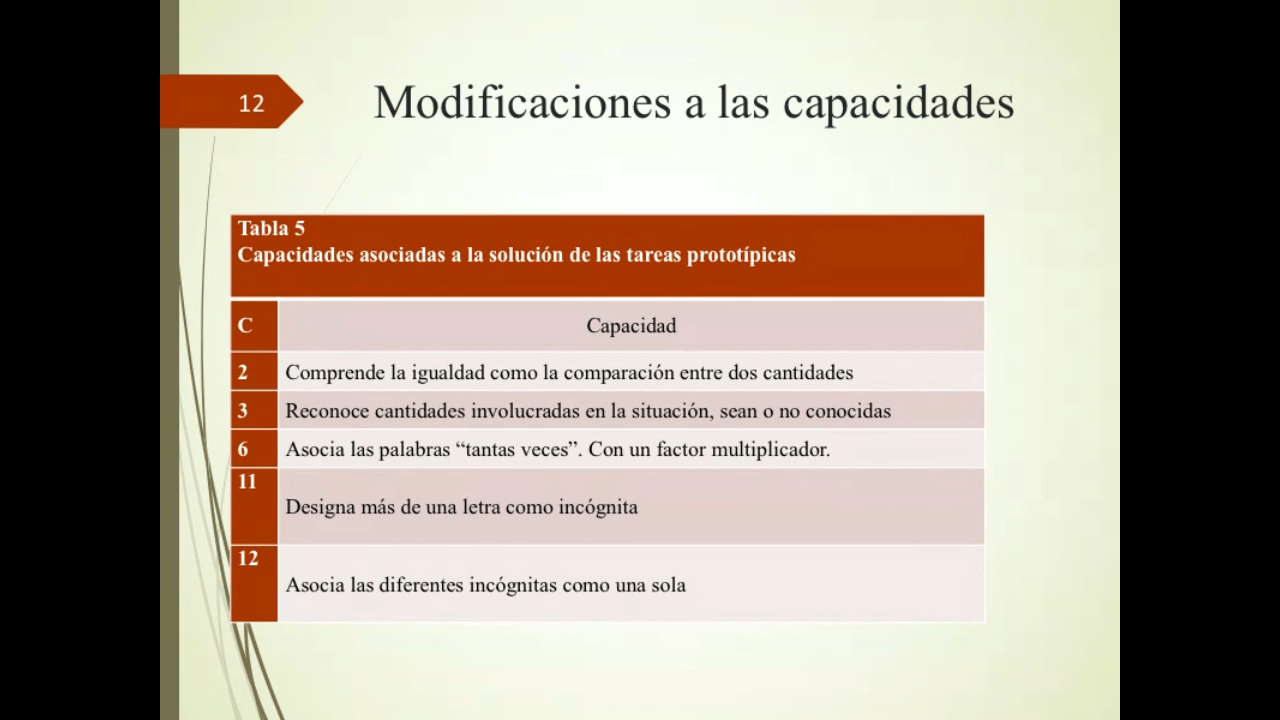 12
Modificaciones a las capacidades
Tabla 5
Capacidades asociadas a la solución de las tareas prototípicas
C Capacidad
2 Comprende la igualdad como la comparación entre dos cantidades
3 Reconoce cantidades involucradas en la situación, sean o no conocidas
6 Asocia las palabras “tantas veces”. Con un factor multiplicador.
11 Designa más de una letra como incógnita
12 Asocia las diferentes incógnitas como una sola